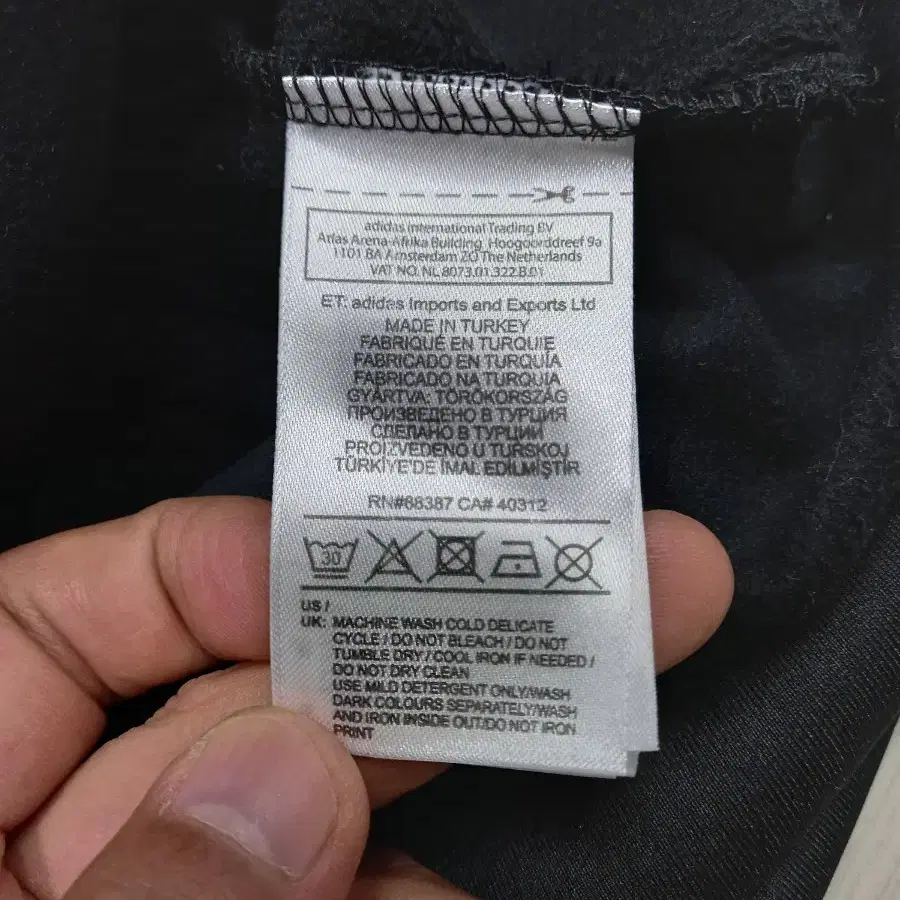 adidas International Trading BV
Atlas Arena-Afrika Building, Hoogoorddreef 9a
1101 BA Amsterdam ZO The Netherlands
VAT NO. NL 8073.01.322.B.01
ET: adidas Imports and Exports Ltd
MADE IN TURKEY
FABRIQUÉ EN TURQUIE
FABRICADO EN TURQUÍA
FABRICADO NA TURQUIA
GYÁRTVA: TÖRÖKORSZÁG
ПРОИЗВЕДЕНО В ТУРЦИЯ
СДЕЛАНО В ТУРЦИИ
PROIZVEDENO U TURSKOJ
TÜRKİYE'DE İMAL EDİLMİŞTİR
RN#68387 CA# 40312
30
US /
UK: MACHINE WASH COLD DELICATE
CYCLE / DO NOT BLEACH / DO NOT
TUMBLE DRY / COOL IRON IF NEEDED /
DO NOT DRY CLEAN
USE MILD DETERGENT ONLY/WASH
DARK COLOURS SEPARATELY/WASH
AND IRON INSIDE OUT/DO NOT IRON
PRINT